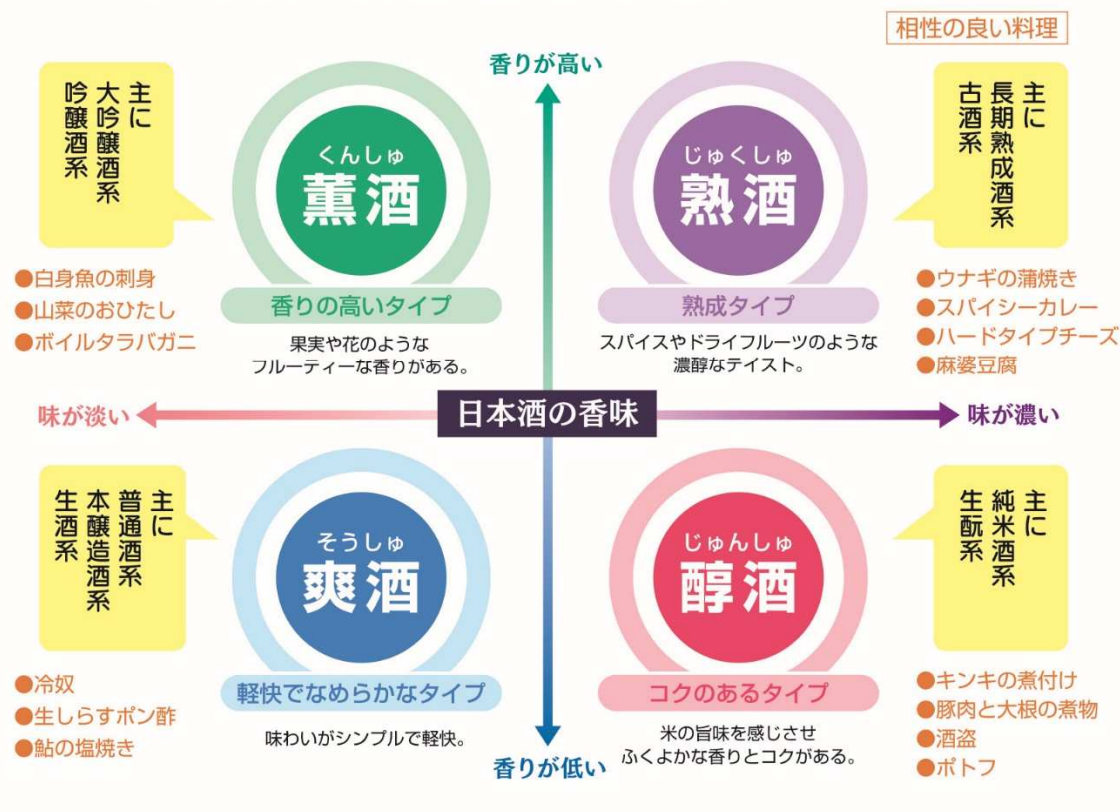 相性の良い料理
香りが高い
主に
大吟醸酒系
吟醸酒系
くんしゅ
薫酒
香りの高いタイプ
果実や花のような
フルーティーな香りがある。
●白身魚の刺身
●山菜のおひたし
●ボイルタラバガニ
じゅくしゅ
熟酒
熟成タイプ
スパイスやドライフルーツのような
濃醇なテイスト。
主に
長期熟成酒系
古酒系
●ウナギの蒲焼き
●スパイシーカレー
●ハードタイプチーズ
●麻婆豆腐
味が淡い
日本酒の香味
味が濃い
主に
普通酒系
本醸造酒系
生酒系
そうしゅ
爽酒
軽快でなめらかなタイプ
味わいがシンプルで軽快。
●冷奴
●生しらすポン酢
●鮎の塩焼き
じゅんしゅ
醇酒
コクのあるタイプ
米の旨味を感じさせ
ふくよかな香りとコクがある。
主に
純米酒系
生酛系
●キンキの煮付け
●豚肉と大根の煮物
●酒盗
●ポトフ
香りが低い